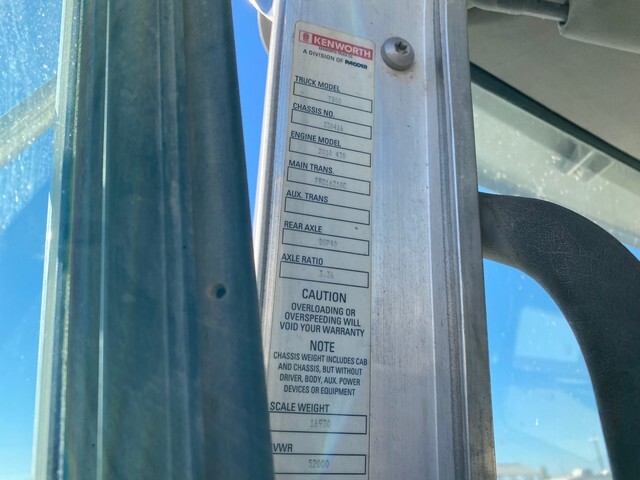 KENWORTH
A DIVISION OF PACCAR
TRUCK MODEL
CHASSIS NO.
ENGINE MODEL
MAIN TRANS.
AUX. TRANS
REAR AXLE
AXLE RATIO
CAUTION
OVERLOADING OR
OVERSPEEDING WILL
VOID YOUR WARRANTY
NOTE
CHASSIS WEIGHT INCLUDES CAB
AND CHASSIS, BUT WITHOUT
DRIVER, BODY, AUX. POWER
DEVICES OR EQUIPMENT
SCALE WEIGHT
VWR
52000